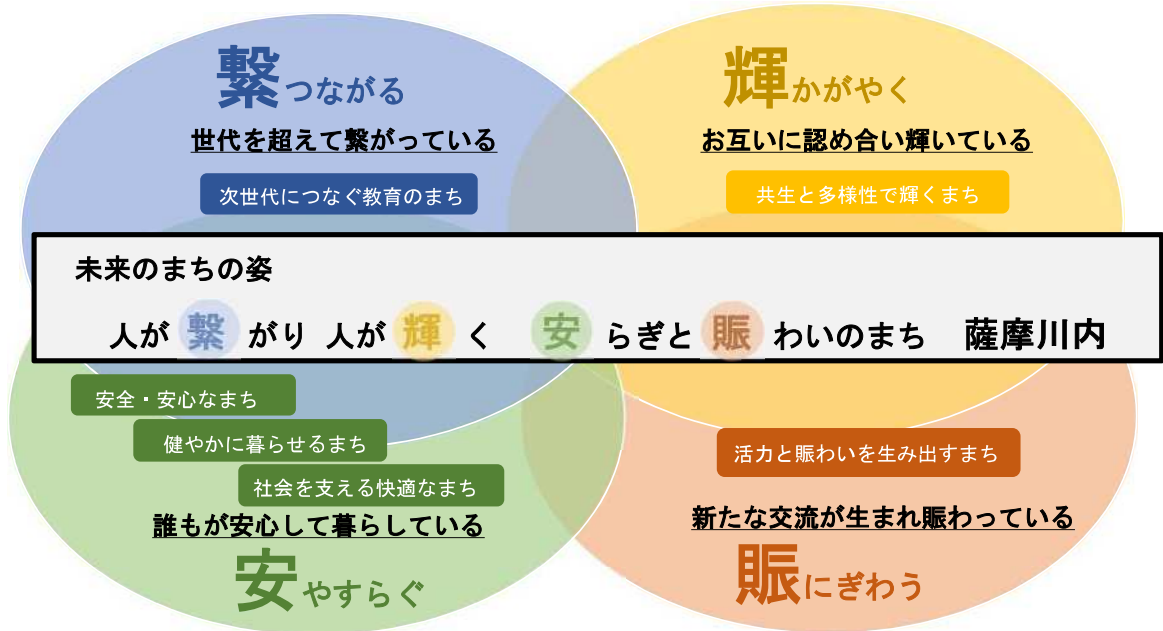 繋つながる
世代を超えて繋がっている
次世代につなぐ教育のまち
輝かがやく
お互いに認め合い輝いている
共生と多様性で輝くまち
未来のまちの姿
人が繋がり 人が輝く 安らぎと賑わいのまち 薩摩川内
安全・安心なまち
健やかに暮らせるまち
社会を支える快適なまち
誰もが安心して暮らしている
安やすらぐ
活力と賑わいを生み出すまち
新たな交流が生まれ賑わっている
賑にぎわう